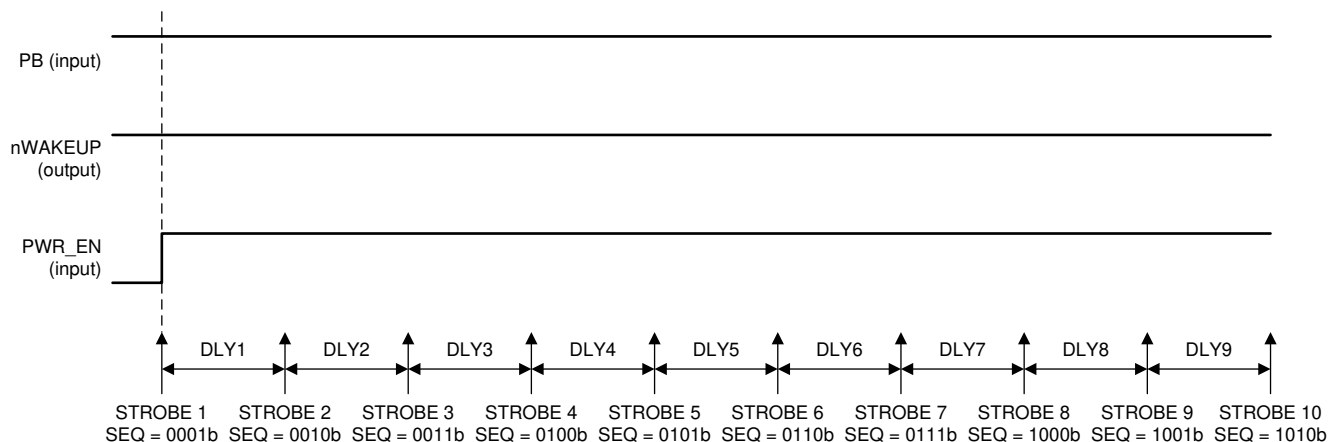 PB (input)
nWAKEUP
(output)
PWR_EN
(input)
DLY1 DLY2 DLY3 DLY4 DLY5 DLY6 DLY7 DLY8 DLY9
STROBE 1 STROBE 2 STROBE 3 STROBE 4 STROBE 5 STROBE 6 STROBE 7 STROBE 8 STROBE 9 STROBE 10
SEQ = 0001b SEQ = 0010b SEQ = 0011b SEQ = 0100b SEQ = 0101b SEQ = 0110b SEQ = 0111b SEQ = 1000b SEQ = 1001b SEQ = 1010b